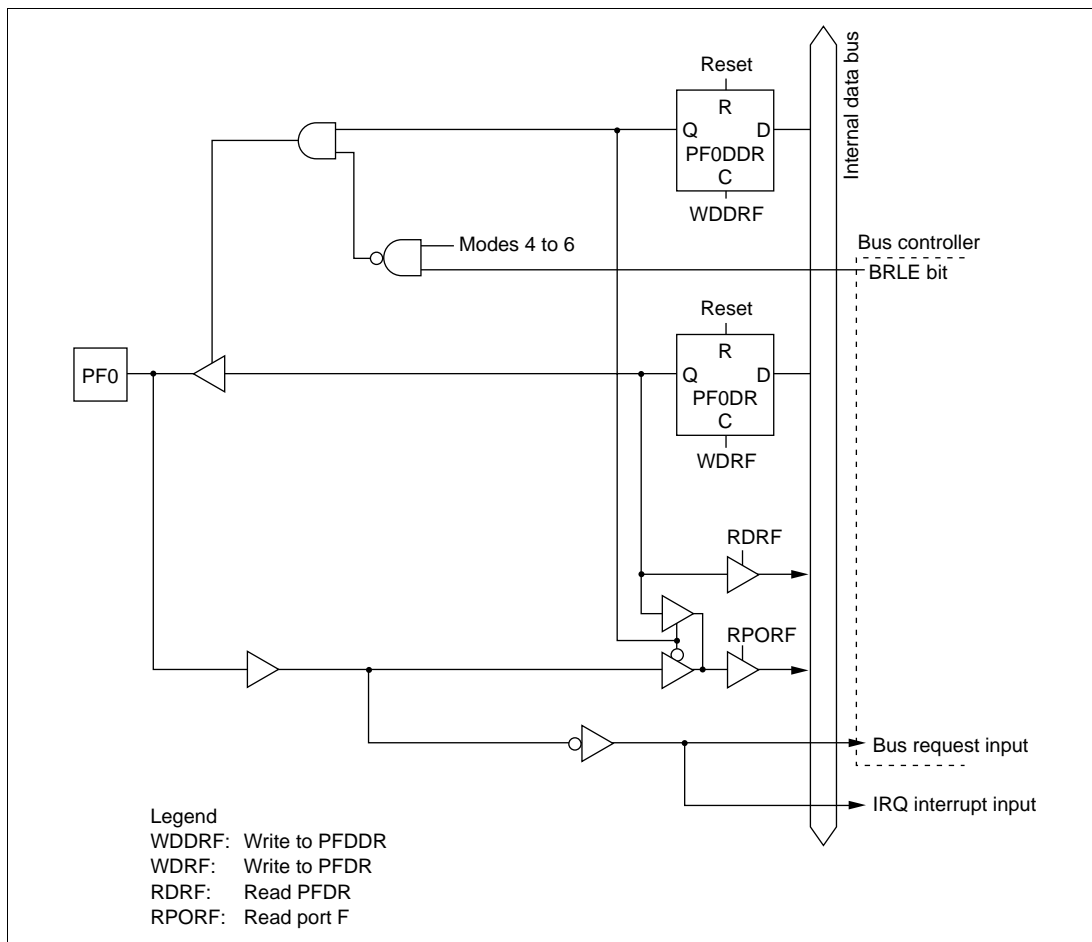 Reset
R
Q D
PF0DDR
C
WDDRF
Internal data bus
Modes 4 to 6
Bus controller
BRLE bit
Reset
R
PF0
Q D
PF0DR
C
WDRF
RDRF
RPORF
Bus request input
IRQ interrupt input
Legend
WDDRF: Write to PFDDR
WDRF: Write to PFDR
RDRF: Read PFDR
RPORF: Read port F